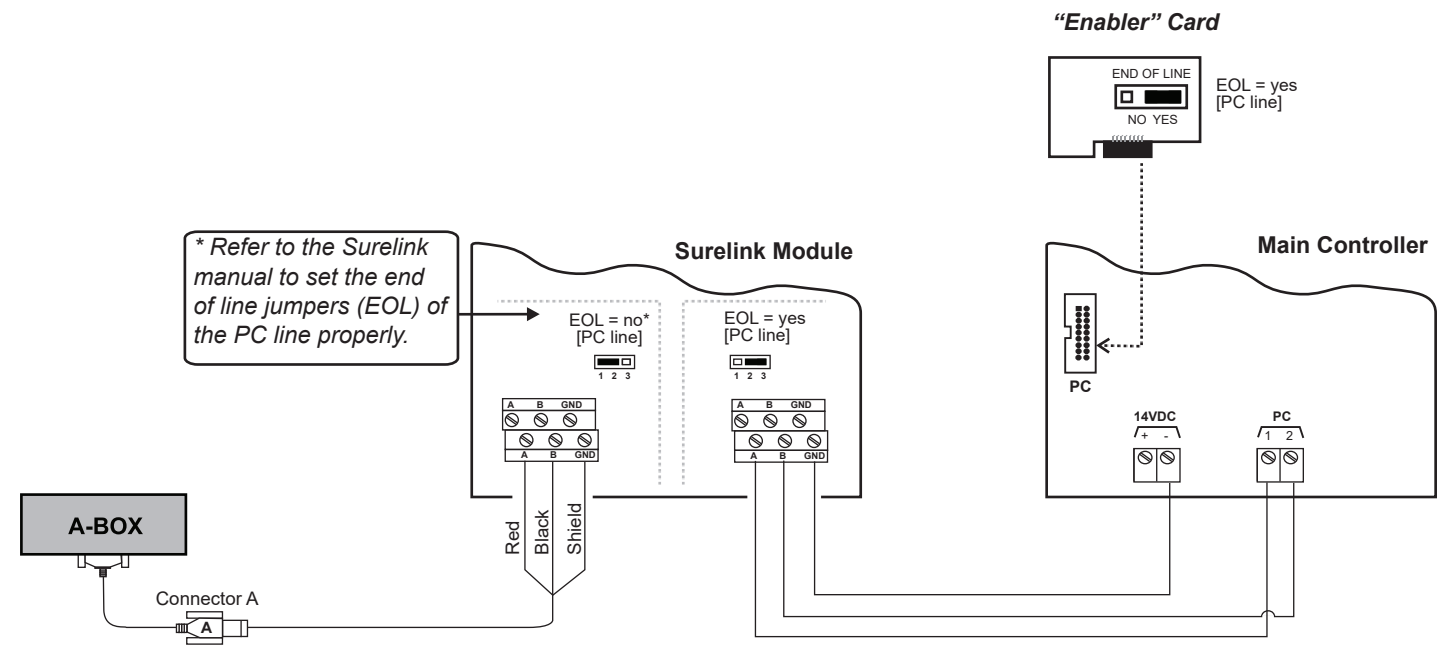 “Enabler” Card
END OF LINE
NO YES
EOL = yes
[PC line]
* Refer to the Surelink
manual to set the end
of line jumpers (EOL) of
the PC line properly.
Surelink Module
Main Controller
EOL = no*
[PC line]
1 2 3
EOL = yes
[PC line]
1 2 3
PC
A B GND
A B GND
A B GND
A B GND
14VDC
+ -
PC
1 2
Red
Black
Shield
A-BOX
Connector A
A